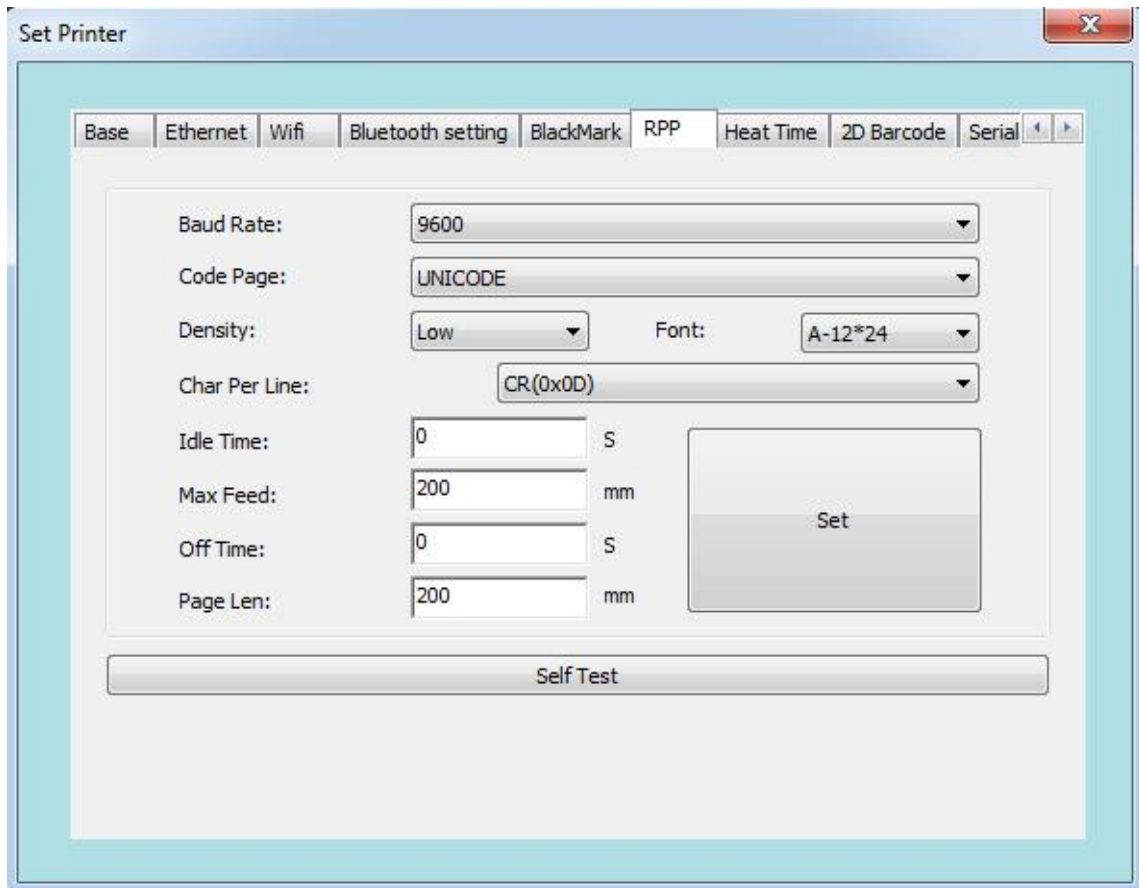 Set Printer
Base Ethernet Wifi Bluetooth setting BlackMark RPP Heat Time 2D Barcode Serial
Baud Rate: 9600
Code Page: UNICODE
Density: Low Font: A-12*24
Char Per Line: CR(0x0D)
Idle Time: 0 S
Max Feed: 200 mm
Set
Off Time: 0 S
Page Len: 200 mm
Self Test